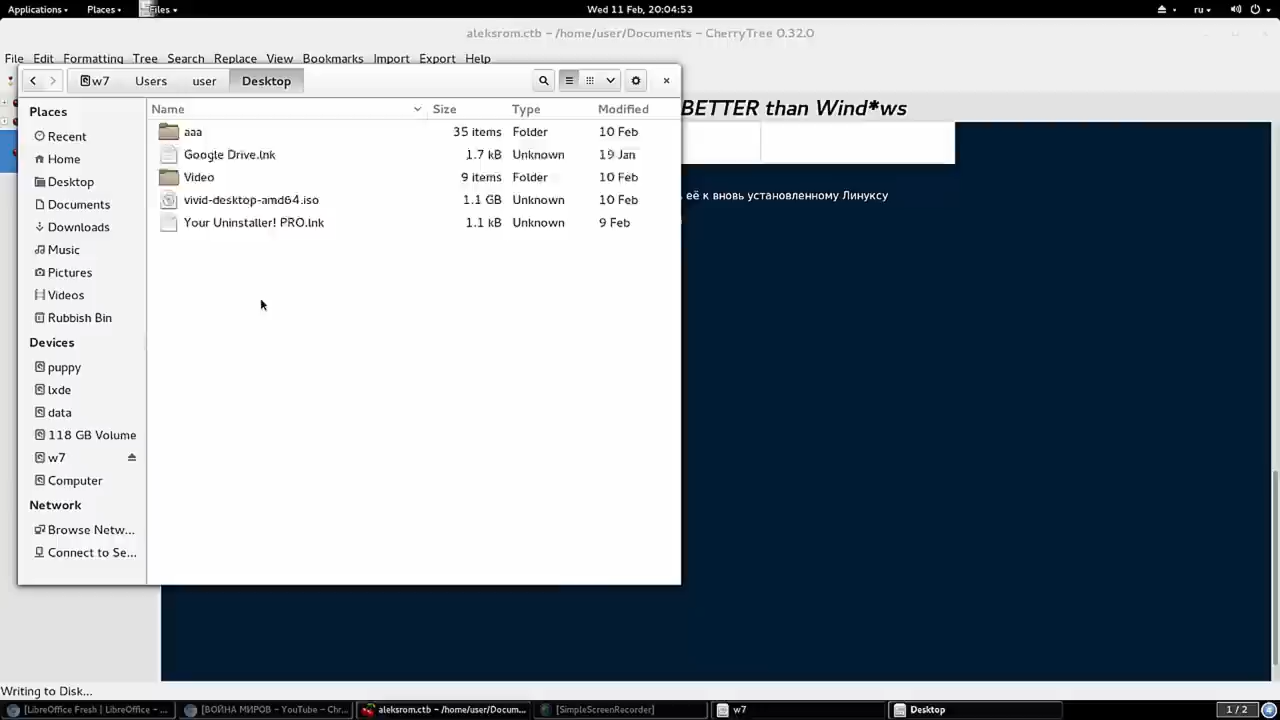 Applications Places Files Wed 11 Feb, 20:04:53 ru
aleksrom.ctb – /home/user/Documents – CherryTree 0.32.0
File Edit Formatting Tree Search Replace View Bookmarks Import Export Help
w7 Users user Desktop
BETTER than Wind*ws
Places
Recent
Home
Desktop
Documents
Downloads
Music
Pictures
Videos
Rubbish Bin
Devices
puppy
lxde
data
118 GB Volume
w7
Computer
Network
Browse Netw...
Connect to Se...
Name Size Type Modified
aaa 35 items Folder 10 Feb
Google Drive.lnk 1.7 kB Unknown 19 Jan
Video 9 items Folder 10 Feb
vivid-desktop-amd64.iso 1.1 GB Unknown 10 Feb
Your Uninstaller! PRO.lnk 1.1 kB Unknown 9 Feb
её к вновь установленному Линуксу
Writing to Disk...
[LibreOffice Fresh | LibreOffice – ... [ВОЙНА МИРОВ – YouTube – Chr... aleksrom.ctb – /home/user/Docum... [SimpleScreenRecorder] w7 Desktop 1 / 2